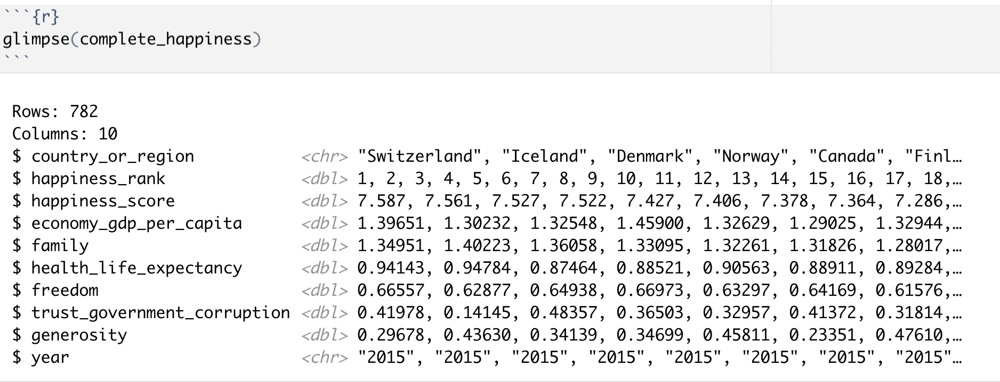 ```{r}
glimpse(complete_happiness)
```
Rows: 782
Columns: 10
$ country_or_region <chr> "Switzerland", "Iceland", "Denmark", "Norway", "Canada", "Finl…
$ happiness_rank <dbl> 1, 2, 3, 4, 5, 6, 7, 8, 9, 10, 11, 12, 13, 14, 15, 16, 17, 18,…
$ happiness_score <dbl> 7.587, 7.561, 7.527, 7.522, 7.427, 7.406, 7.378, 7.364, 7.286,…
$ economy_gdp_per_capita <dbl> 1.39651, 1.30232, 1.32548, 1.45900, 1.32629, 1.29025, 1.32944,…
$ family <dbl> 1.34951, 1.40223, 1.36058, 1.33095, 1.32261, 1.31826, 1.28017,…
$ health_life_expectancy <dbl> 0.94143, 0.94784, 0.87464, 0.88521, 0.90563, 0.88911, 0.89284,…
$ freedom <dbl> 0.66557, 0.62877, 0.64938, 0.66973, 0.63297, 0.64169, 0.61576,…
$ trust_government_corruption <dbl> 0.41978, 0.14145, 0.48357, 0.36503, 0.32957, 0.41372, 0.31814,…
$ generosity <dbl> 0.29678, 0.43630, 0.34139, 0.34699, 0.45811, 0.23351, 0.47610,…
$ year <chr> "2015", "2015", "2015", "2015", "2015", "2015", "2015", "2015"…